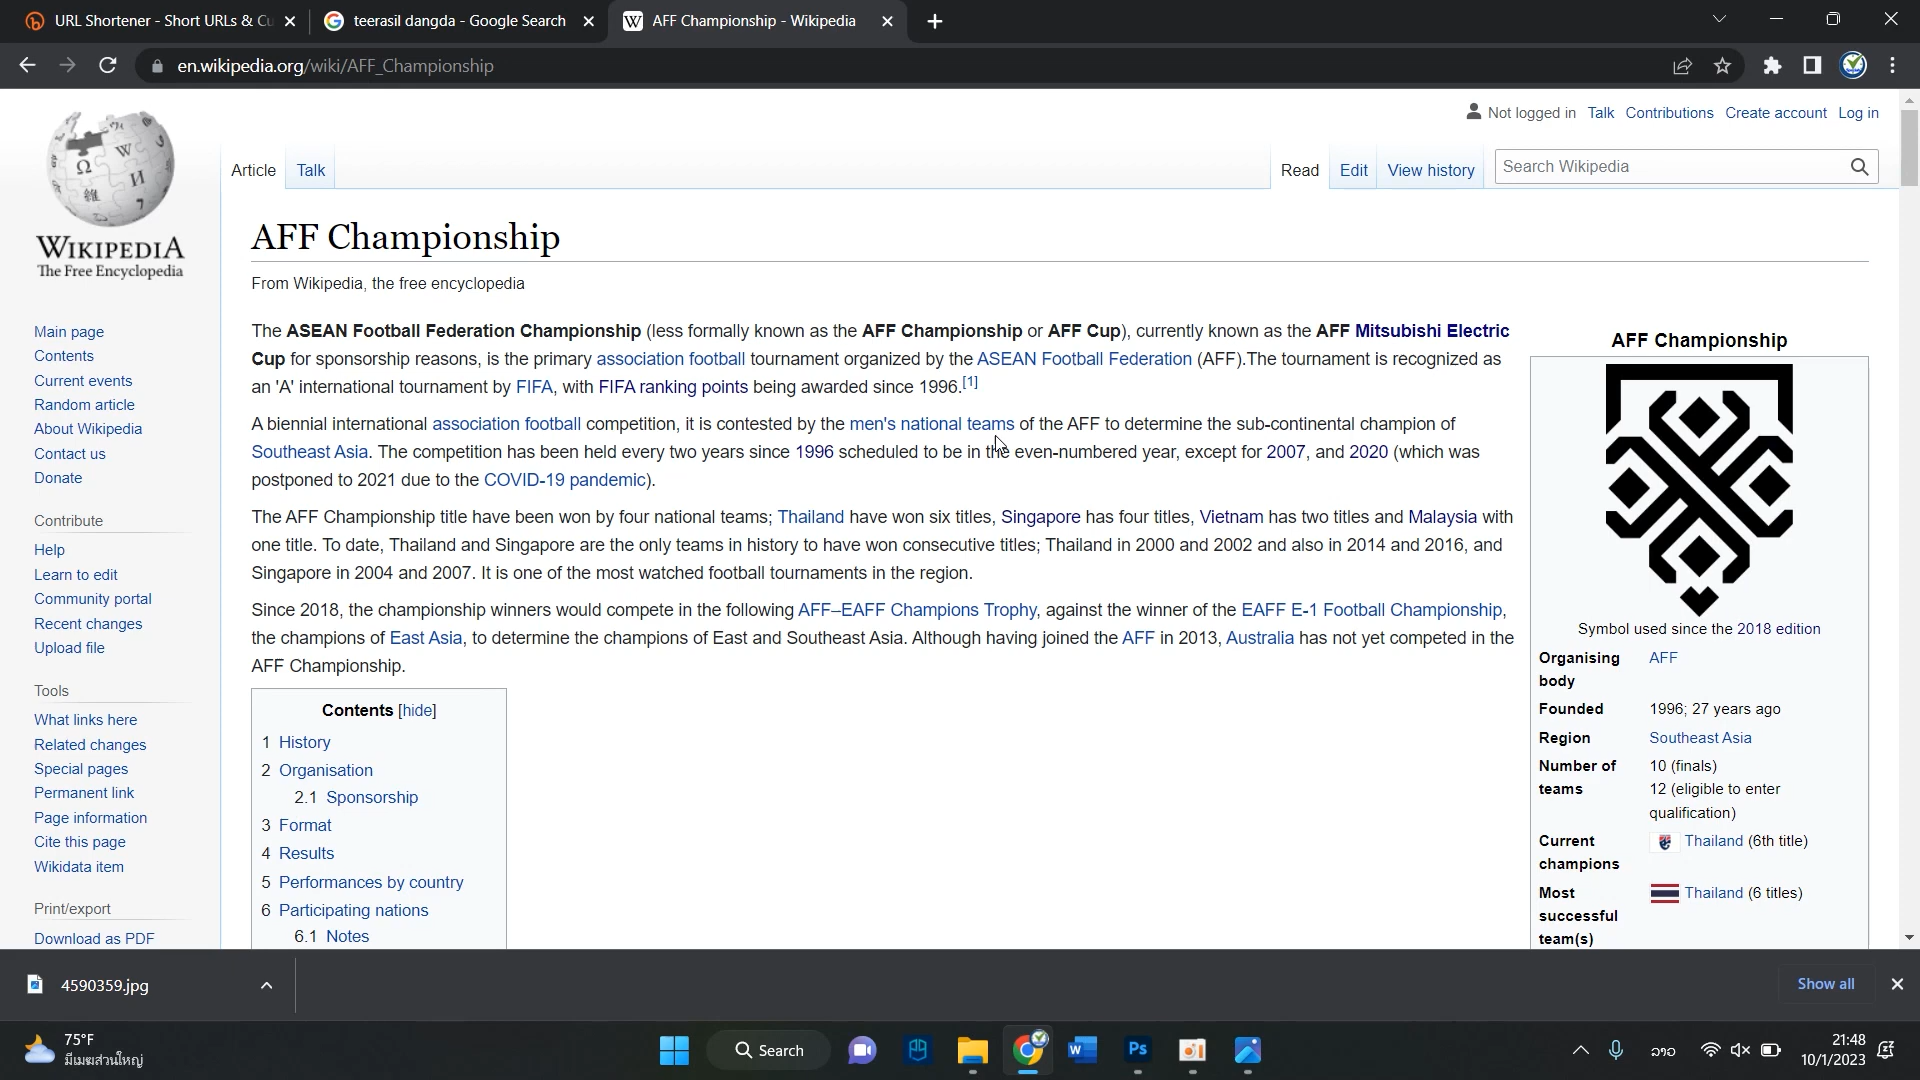 URL Shortener - Short URLs & Cu
teerasil dangda - Google Search
AFF Championship - Wikipedia
en.wikipedia.org/wiki/AFF_Championship
WIKIPEDIA
The Free Encyclopedia
Not logged in Talk Contributions Create account Log in
Article Talk Read Edit View history Search Wikipedia
AFF Championship
From Wikipedia, the free encyclopedia
The ASEAN Football Federation Championship (less formally known as the AFF Championship or AFF Cup), currently known as the AFF Mitsubishi Electric
Cup for sponsorship reasons, is the primary association football tournament organized by the ASEAN Football Federation (AFF).The tournament is recognized as
an 'A' international tournament by FIFA, with FIFA ranking points being awarded since 1996.[1]
A biennial international association football competition, it is contested by the men's national teams of the AFF to determine the sub-continental champion of
Southeast Asia. The competition has been held every two years since 1996 scheduled to be in the even-numbered year, except for 2007, and 2020 (which was
postponed to 2021 due to the COVID-19 pandemic).
The AFF Championship title have been won by four national teams; Thailand have won six titles, Singapore has four titles, Vietnam has two titles and Malaysia with
one title. To date, Thailand and Singapore are the only teams in history to have won consecutive titles; Thailand in 2000 and 2002 and also in 2014 and 2016, and
Singapore in 2004 and 2007. It is one of the most watched football tournaments in the region.
Since 2018, the championship winners would compete in the following AFF–EAFF Champions Trophy, against the winner of the EAFF E-1 Football Championship,
the champions of East Asia, to determine the champions of East and Southeast Asia. Although having joined the AFF in 2013, Australia has not yet competed in the
AFF Championship.
Contents [hide]
1 History
2 Organisation
2.1 Sponsorship
3 Format
4 Results
5 Performances by country
6 Participating nations
6.1 Notes
AFF Championship
Symbol used since the 2018 edition
Organising body AFF
Founded 1996; 27 years ago
Region Southeast Asia
Number of teams 10 (finals)
12 (eligible to enter
qualification)
Current champions Thailand (6th title)
Most successful team(s) Thailand (6 titles)
Main page
Contents
Current events
Random article
About Wikipedia
Contact us
Donate
Contribute
Help
Learn to edit
Community portal
Recent changes
Upload file
Tools
What links here
Related changes
Special pages
Permanent link
Page information
Cite this page
Wikidata item
Print/export
Download as PDF
4590359.jpg
Show all
75°F
มีเมฆส่วนใหญ่
Search
ລາວ
21:48
10/1/2023